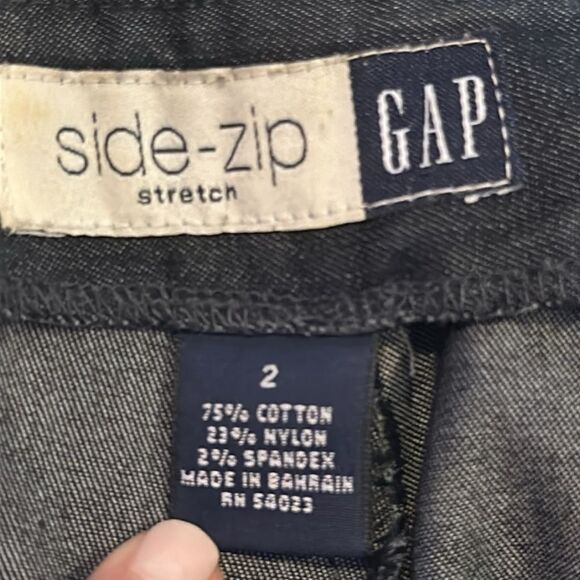 side-zip
stretch
GAP
2
75% COTTON
23% NYLON
2% SPANDEX
MADE IN BAHRAIN
RN 54023